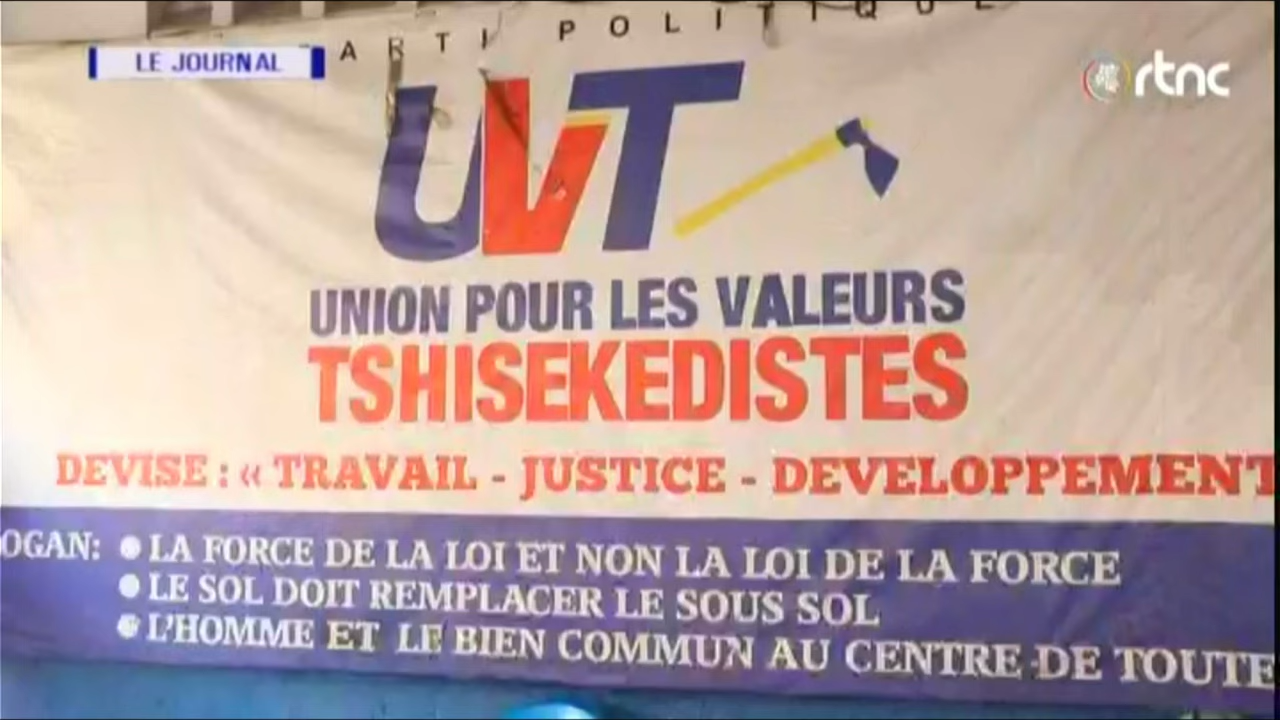 ARTI POLITIQUE
LE JOURNAL
rtnc
UVT
UNION POUR LES VALEURS
TSHISEKEDISTES
DEVISE : « TRAVAIL - JUSTICE - DEVELOPPEMENT
OGAN: ● LA FORCE DE LA LOI ET NON LA LOI DE LA FORCE
● LE SOL DOIT REMPLACER LE SOUS SOL
● L'HOMME ET LE BIEN COMMUN AU CENTRE DE TOUTE